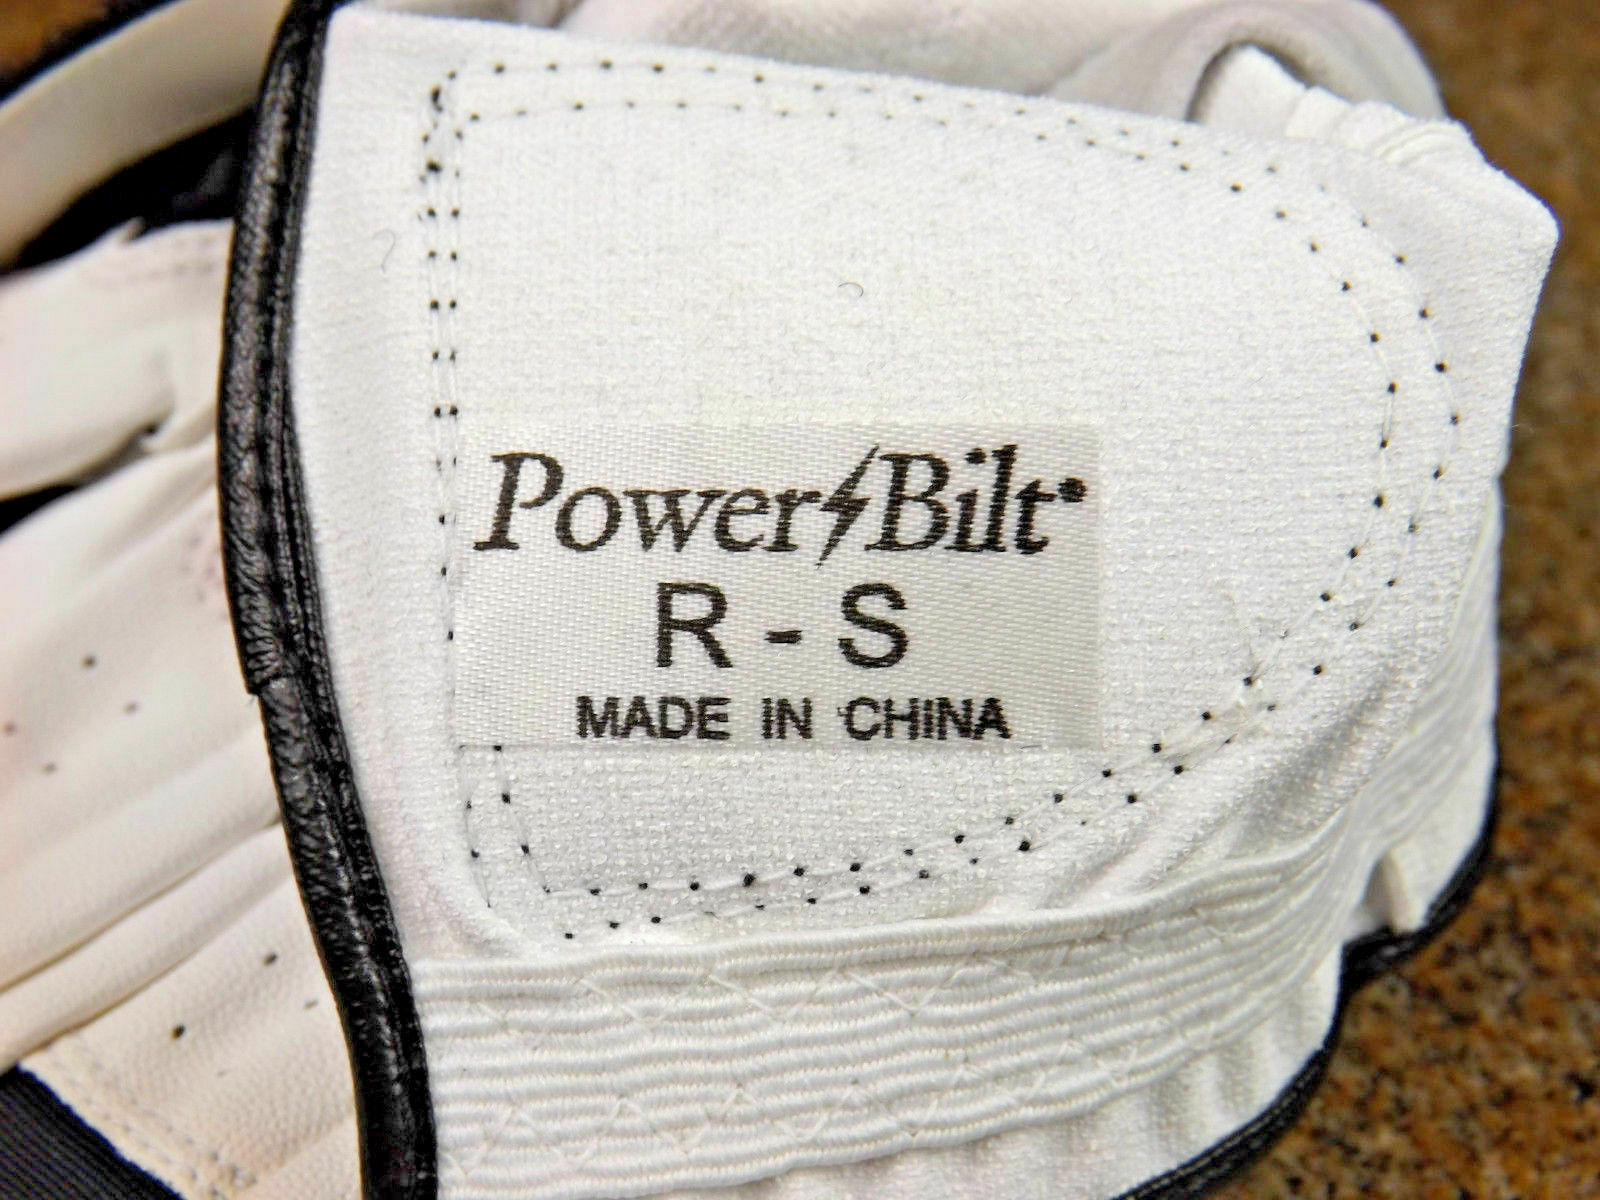 Power Bilt
R - S
MADE IN CHINA